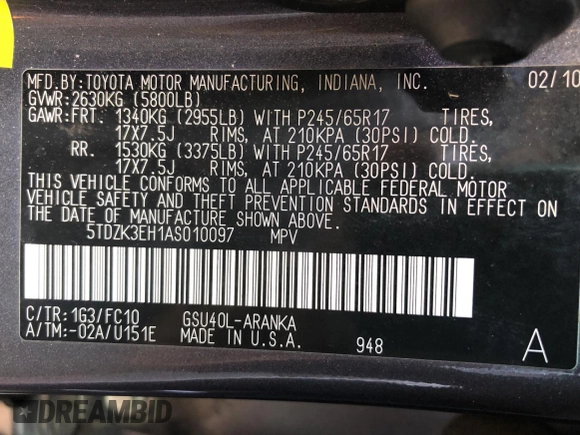 MFD.BY:TOYOTA MOTOR MANUFACTURING, INDIANA, INC. 02/10
GVWR:2630KG (5800LB)
GAWR:FRT. 1340KG (2955LB) WITH P245/65R17 TIRES,
17X7.5J RIMS, AT 210KPA (30PSI) COLD.
RR. 1530KG (3375LB) WITH P245/65R17 TIRES,
17X7.5J RIMS, AT 210KPA (30PSI) COLD.
THIS VEHICLE CONFORMS TO ALL APPLICABLE FEDERAL MOTOR
VEHICLE SAFETY AND THEFT PREVENTION STANDARDS IN EFFECT ON
THE DATE OF MANUFACTURE SHOWN ABOVE.
5TDZK3EH1AS010097 MPV
C/TR:1G3/FC10 GSU40L-ARANKA
A/TM:-02A/U151E MADE IN U.S.A. 948 A
DREAMBID